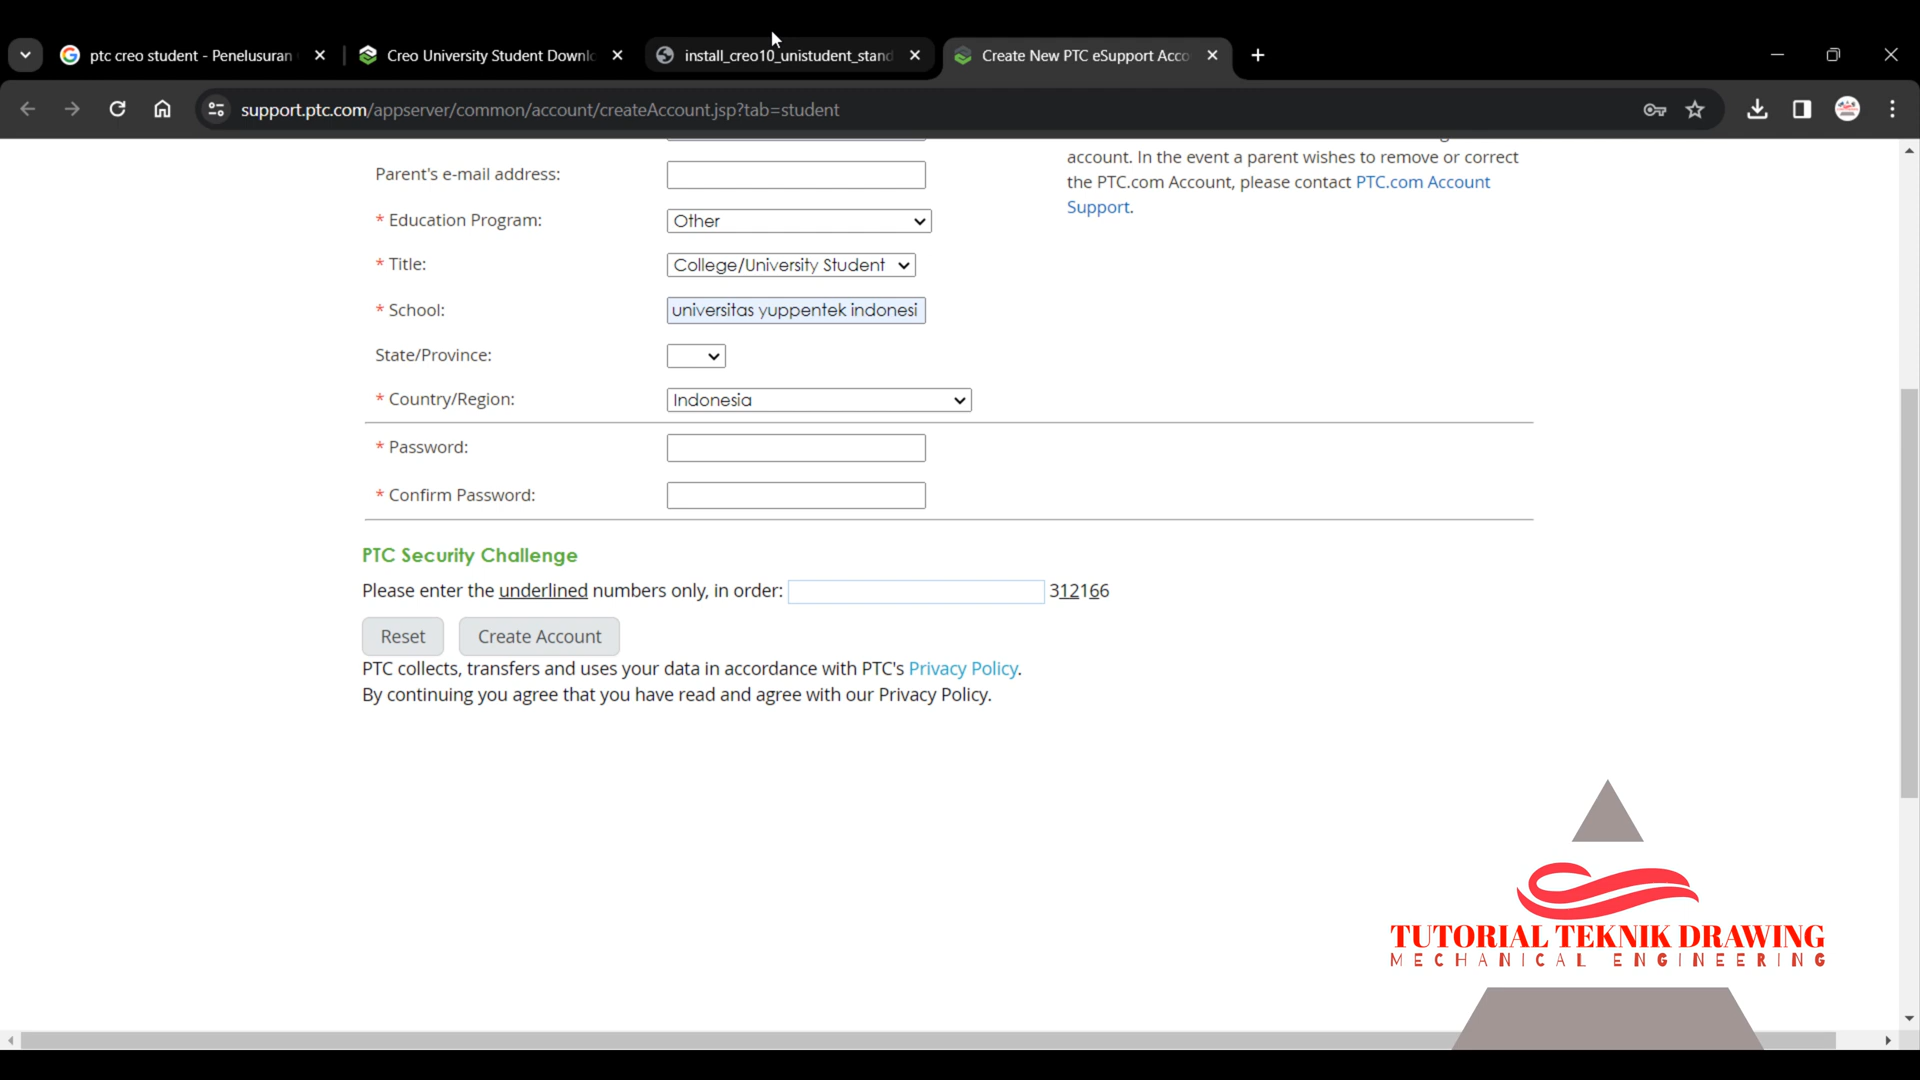 ptc creo student - Penelusuran
Creo University Student Downlo
install_creo10_unistudent_stand
Create New PTC eSupport Acco
support.ptc.com/appserver/common/account/createAccount.jsp?tab=student
account. In the event a parent wishes to remove or correct
the PTC.com Account, please contact PTC.com Account
Support.
Parent's e-mail address:
* Education Program: Other
* Title: College/University Student
* School: universitas yuppentek indonesi
State/Province:
* Country/Region: Indonesia
* Password:
* Confirm Password:
PTC Security Challenge
Please enter the underlined numbers only, in order: 312166
Reset Create Account
PTC collects, transfers and uses your data in accordance with PTC's Privacy Policy.
By continuing you agree that you have read and agree with our Privacy Policy.
TUTORIAL TEKNIK DRAWING
MECHANICAL ENGINEERING